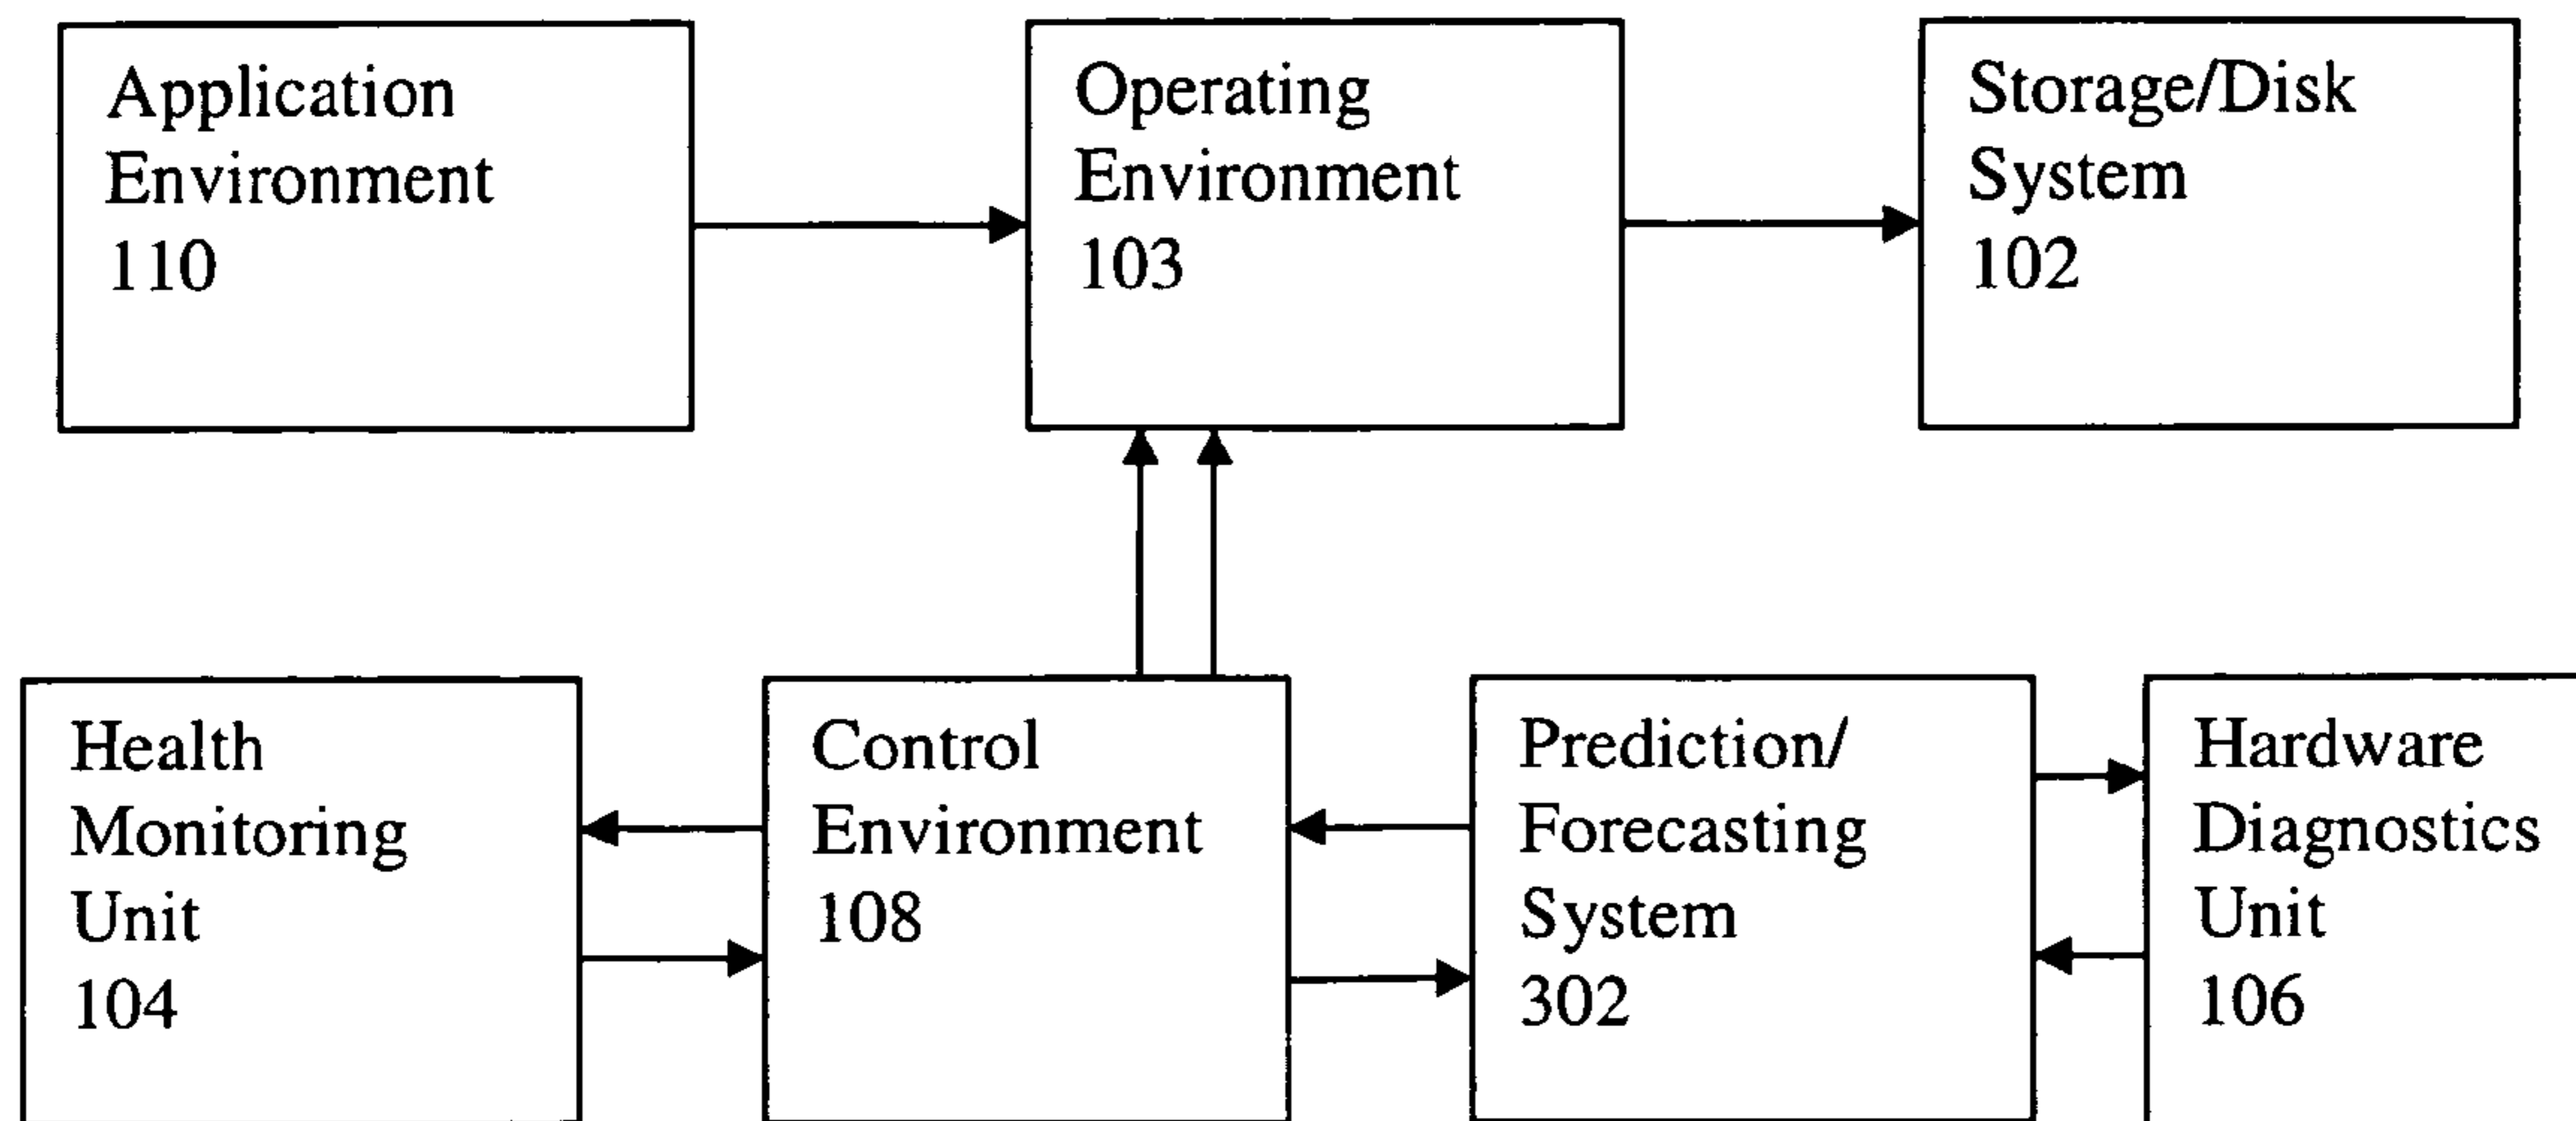 Application
Environment
110
Operating
Environment
103
Storage/Disk
System
102
Health
Monitoring
Unit
104
Control
Environment
108
Prediction/
Forecasting
System
302
Hardware
Diagnostics
Unit
106